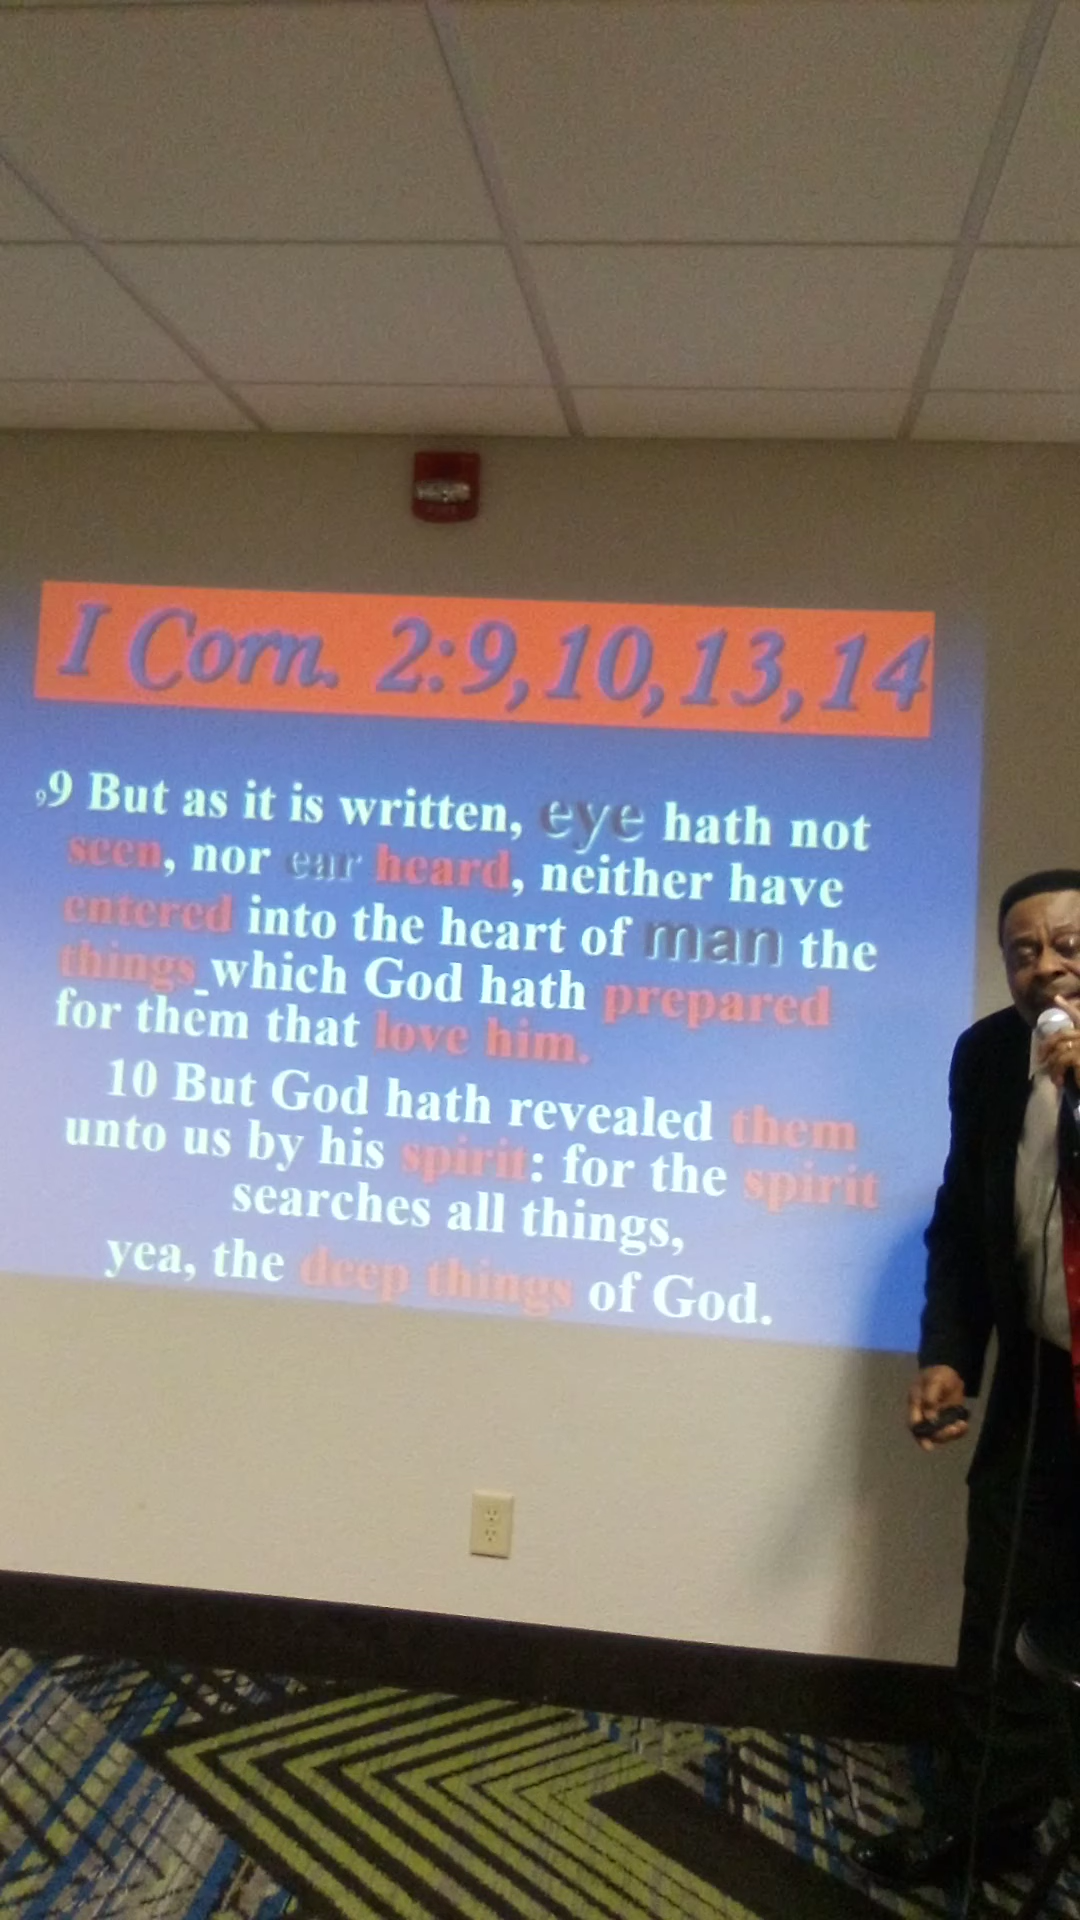 I Corn. 2:9,10,13,14
9 9 But as it is written, eye hath not
seen, nor ear heard, neither have
entered into the heart of man the
things which God hath prepared
for them that love him.
10 But God hath revealed them
unto us by his spirit: for the spirit
searches all things,
yea, the deep things of God.